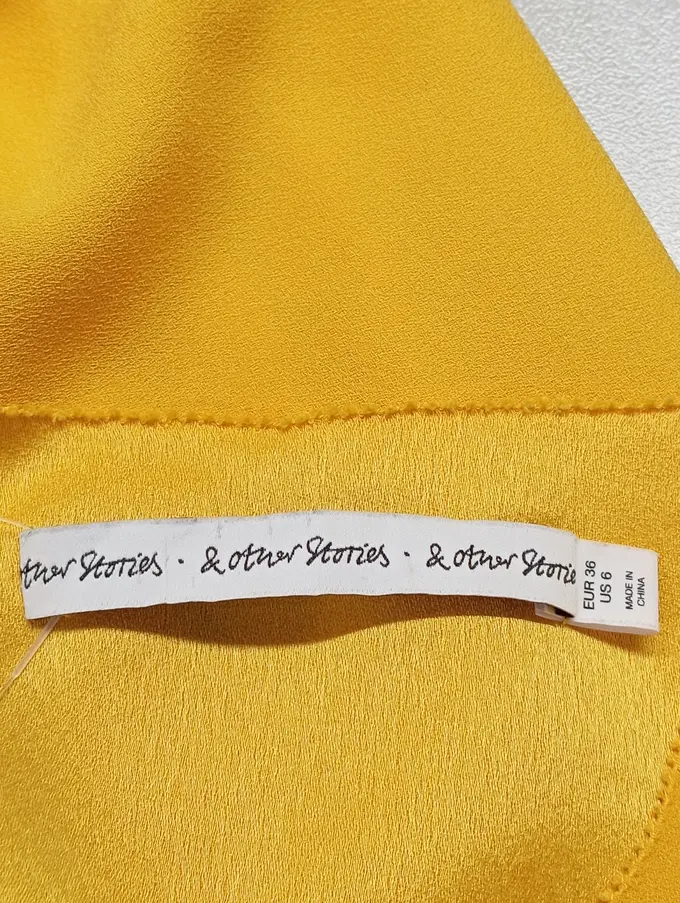 ther Stories · & other Stories · & other Storie
EUR 36
US 6
MADE IN
CHINA